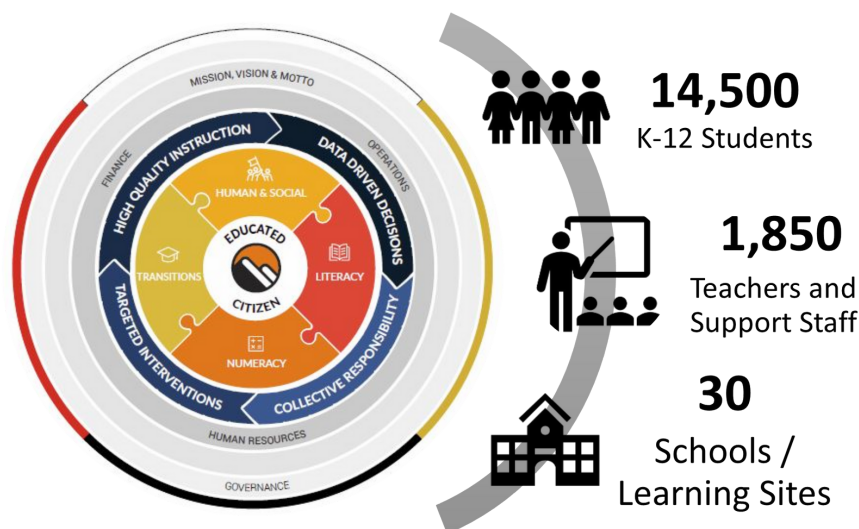 MISSION, VISION & MOTTO
FINANCE
OPERATIONS
HIGH QUALITY INSTRUCTION
DATA DRIVEN DECISIONS
HUMAN & SOCIAL
EDUCATED
TRANSITIONS
LITERACY
CITIZEN
NUMERACY
TARGETED INTERVENTIONS
COLLECTIVE RESPONSIBILITY
HUMAN RESOURCES
GOVERNANCE
14,500
K-12 Students
1,850
Teachers and
Support Staff
30
Schools /
Learning Sites